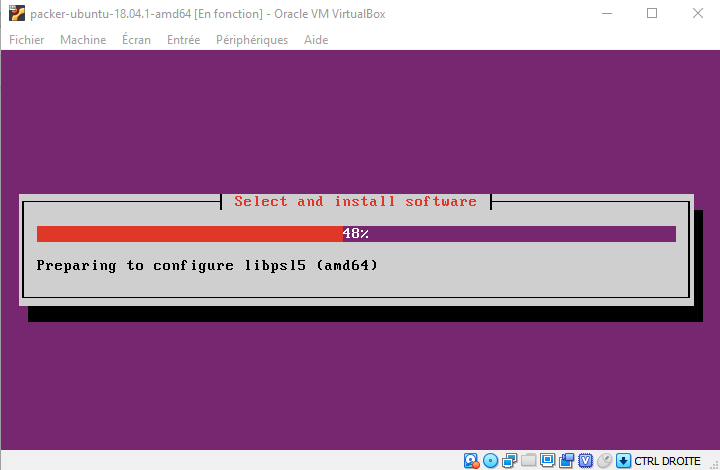 packer-ubuntu-18.04.1-amd64 [En fonction] - Oracle VM VirtualBox
Fichier Machine Écran Entrée Périphériques Aide
Select and install software
48%
Preparing to configure libpsl5 (amd64)
CTRL DROITE